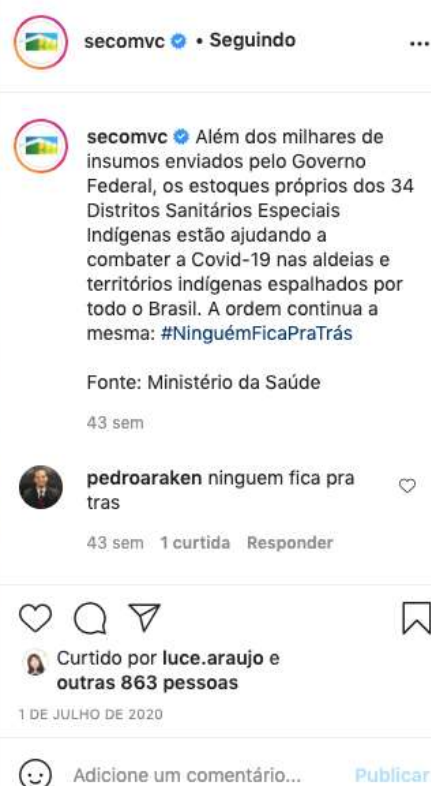 secomvc • Seguindo
...
secomvc Além dos milhares de
insumos enviados pelo Governo
Federal, os estoques próprios dos 34
Distritos Sanitários Especiais
Indígenas estão ajudando a
combater a Covid-19 nas aldeias e
territórios indígenas espalhados por
todo o Brasil. A ordem continua a
mesma: #NinguémFicaPraTrás
Fonte: Ministério da Saúde
43 sem
pedroaraken ninguem fica pra
tras
43 sem 1 curtida Responder
Curtido por luce.araujo e
outras 863 pessoas
1 DE JULHO DE 2020
Adicione um comentário... Publicar